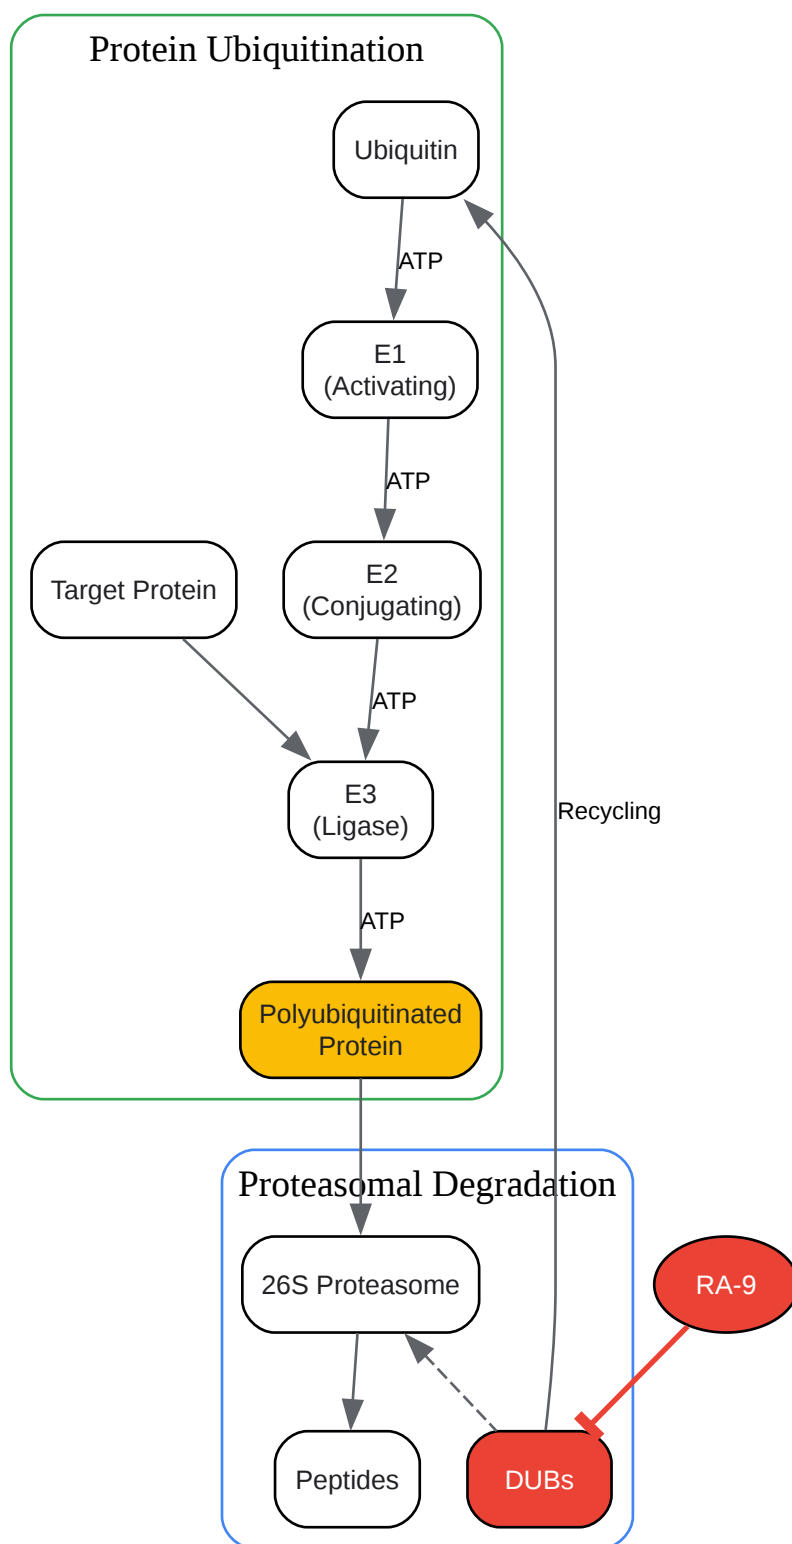 Protein Ubiquitination
Ubiquitin
ATP
E1
(Activating)
ATP
Target Protein
E2
(Conjugating)
ATP
E3
(Ligase)
Recycling
ATP
Polyubiquitinated
Protein
Proteasomal Degradation
26S Proteasome
RA-9
Peptides
DUBs